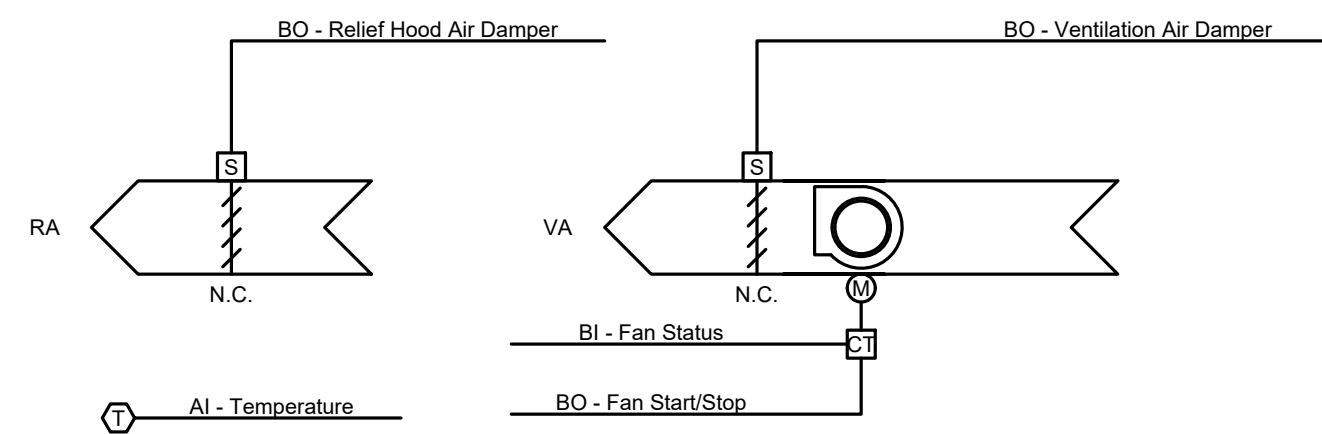 BO - Relief Hood Air Damper
BO - Ventilation Air Damper
S
S
RA
VA
N.C.
N.C.
M
BI - Fan Status
CT
BO - Fan Start/Stop
T
AI - Temperature